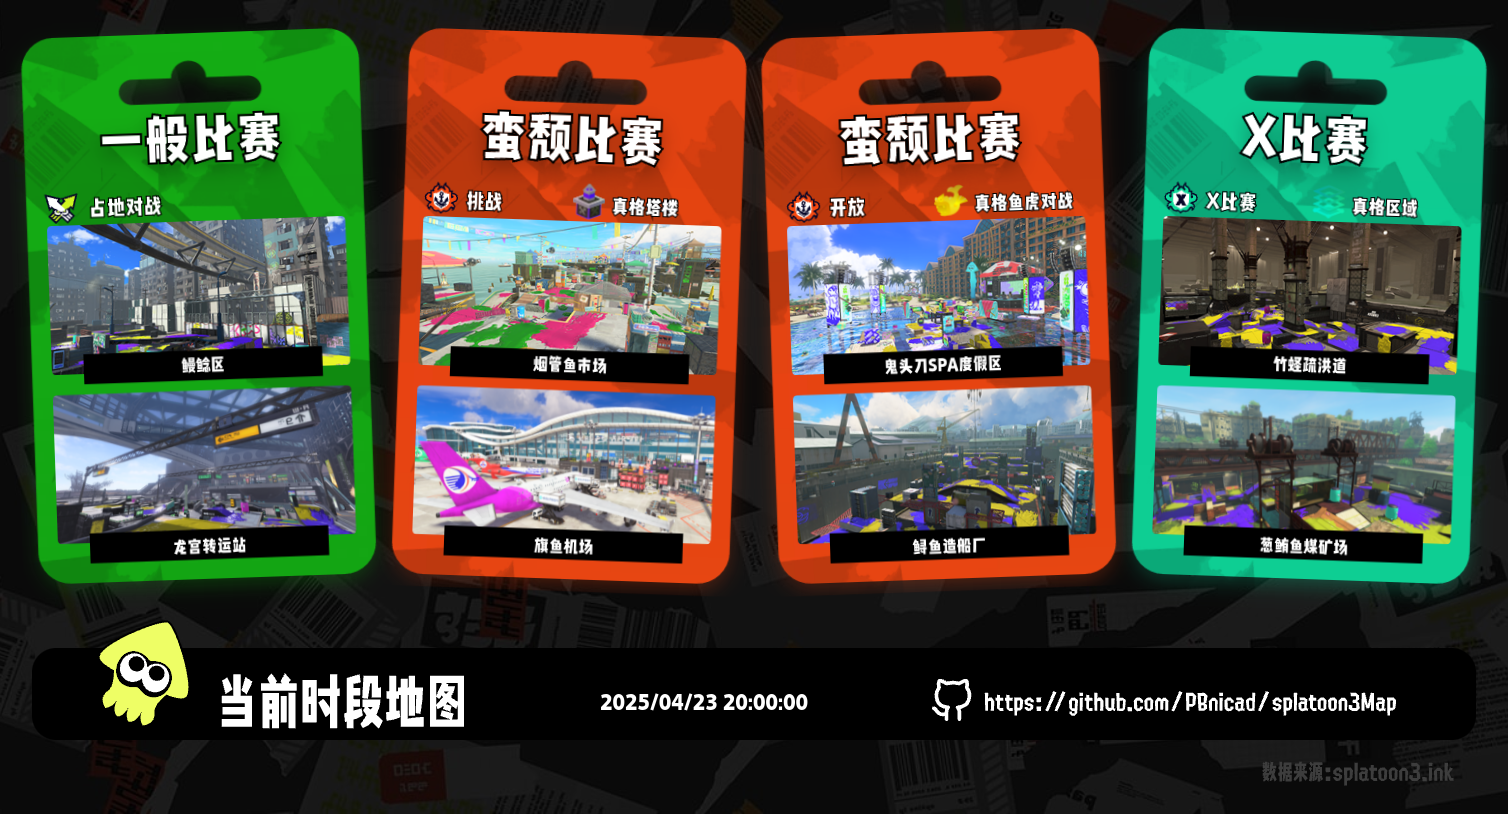 一般比赛
占地对战
鳗鲶区
龙宫转运站
蛮颓比赛
挑战
真格塔楼
烟管鱼市场
旗鱼机场
蛮颓比赛
开放
真格鱼虎对战
鬼头刀SPA度假区
鲟鱼造船厂
X比赛
X比赛
真格区域
竹蛏疏洪道
葱鲔鱼煤矿场
当前时段地图
2025/04/23 20:00:00
https://github.com/PBnicad/splatoon3Map
数据来源:splatoon3.ink